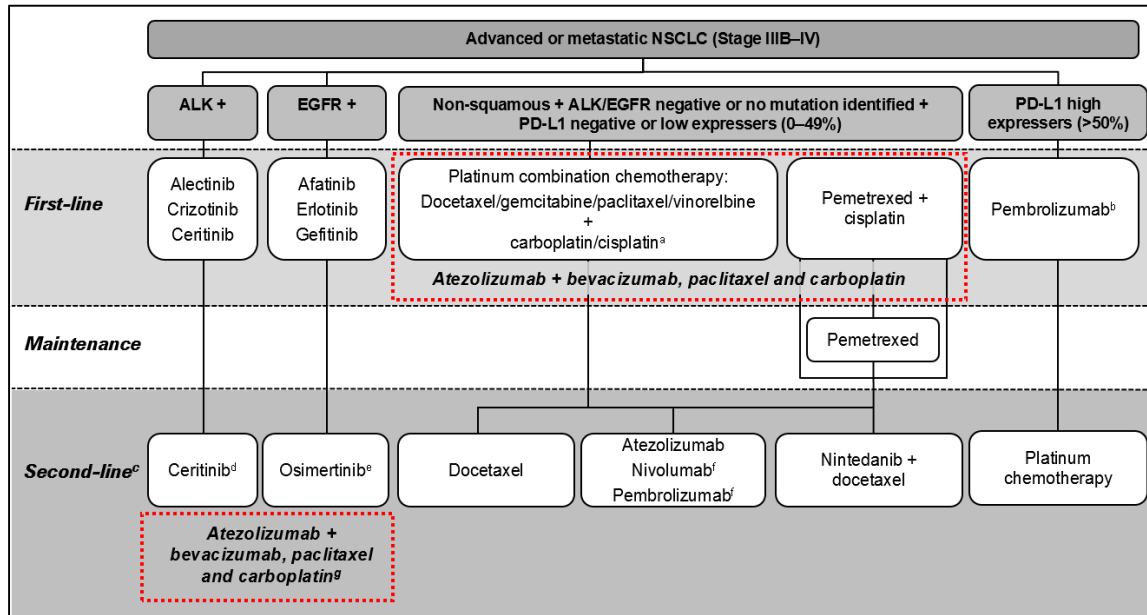 Advanced or metastatic NSCLC (Stage IIIB–IV)
ALK +
EGFR +
Non-squamous + ALK/EGFR negative or no mutation identified +
PD-L1 negative or low expressers (0–49%)
PD-L1 high
expressers (>50%)
First-line
Alectinib
Crizotinib
Ceritinib
Afatinib
Erlotinib
Gefitinib
Platinum combination chemotherapy:
Docetaxel/gemcitabine/paclitaxel/vinorelbine
+
carboplatin/cisplatinᵃ
Pemetrexed +
cisplatin
Pembrolizumabᵇ
Atezolizumab + bevacizumab, paclitaxel and carboplatin
Maintenance
Pemetrexed
Second-lineᶜ
Ceritinibᵈ
Osimertinibᵉ
Docetaxel
Atezolizumab
Nivolumabᶠ
Pembrolizumabᶠ
Nintedanib +
docetaxel
Platinum
chemotherapy
Atezolizumab +
bevacizumab, paclitaxel
and carboplatinᵍ